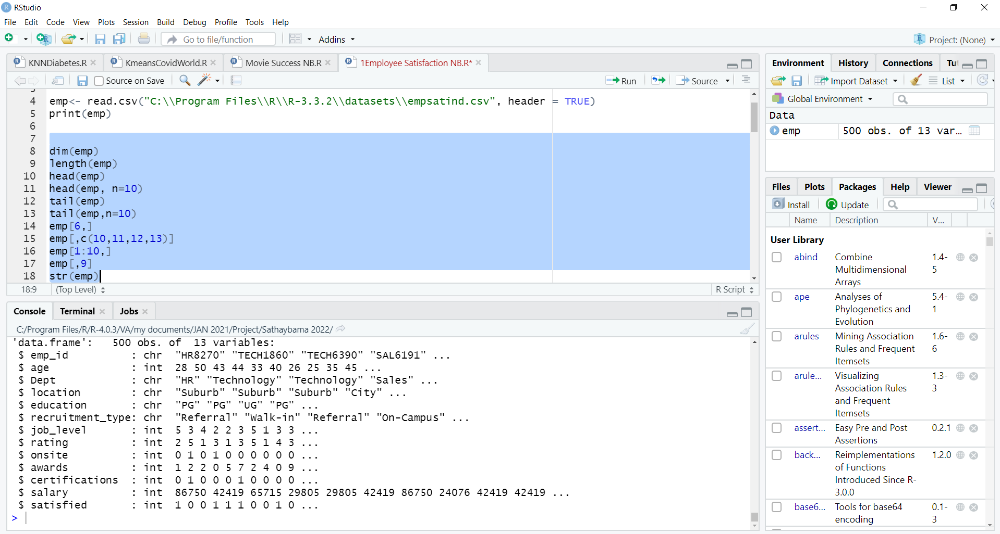 RStudio
File Edit Code View Plots Session Build Debug Profile Tools Help
Go to file/function Addins Project: (None)
KNNDiabetes.R KmeansCovidWorld.R Movie Success NB.R 1Employee Satisfaction NB.R*
Source on Save Run Source
4 emp<- read.csv("C:\\Program Files\\R\\R-3.3.2\\datasets\\empsatind.csv", header = TRUE)
5 print(emp)
6
7
8 dim(emp)
9 length(emp)
10 head(emp)
11 head(emp, n=10)
12 tail(emp)
13 tail(emp,n=10)
14 emp[6,]
15 emp[,c(10,11,12,13)]
16 emp[1:10,]
17 emp[,9]
18 str(emp)
18:9 (Top Level) R Script
Console Terminal Jobs
C:/Program Files/R/R-4.0.3/VA/my documents/JAN 2021/Project/Sathaybama 2022/
'data.frame': 500 obs. of 13 variables:
$ emp_id : chr "HR8270" "TECH1860" "TECH6390" "SAL6191" ...
$ age : int 28 50 43 44 33 40 26 25 35 45 ...
$ Dept : chr "HR" "Technology" "Technology" "Sales" ...
$ location : chr "Suburb" "Suburb" "Suburb" "City" ...
$ education : chr "PG" "PG" "UG" "PG" ...
$ recruitment_type: chr "Referral" "Walk-in" "Referral" "On-Campus" ...
$ job_level : int 5 3 4 2 2 3 5 1 3 3 ...
$ rating : int 2 5 1 3 1 3 5 1 4 3 ...
$ onsite : int 0 1 0 1 0 0 0 0 0 0 ...
$ awards : int 1 2 2 0 5 7 2 4 0 9 ...
$ certifications : int 0 1 0 0 0 1 0 0 0 0 ...
$ salary : int 86750 42419 65715 29805 29805 42419 86750 24076 42419 42419 ...
$ satisfied : int 1 0 0 1 1 1 0 0 1 0 ...
>
Environment History Connections Tu
Import Dataset List
Global Environment
Data
emp 500 obs. of 13 var...
Files Plots Packages Help Viewer
Install Update
Name Description V...
User Library
abind Combine 1.4-
Multidimensional 5
Arrays
ape Analyses of 5.4-
Phylogenetics and 1
Evolution
arules Mining Association 1.6-
Rules and Frequent 6
Itemsets
arule... Visualizing 1.3-
Association Rules 3
and Frequent
Itemsets
assert... Easy Pre and Post 0.2.1
Assertions
back... Reimplementations 1.2.0
of Functions
Introduced Since R-
3.0.0
base6... Tools for base64 0.1-
encoding 3